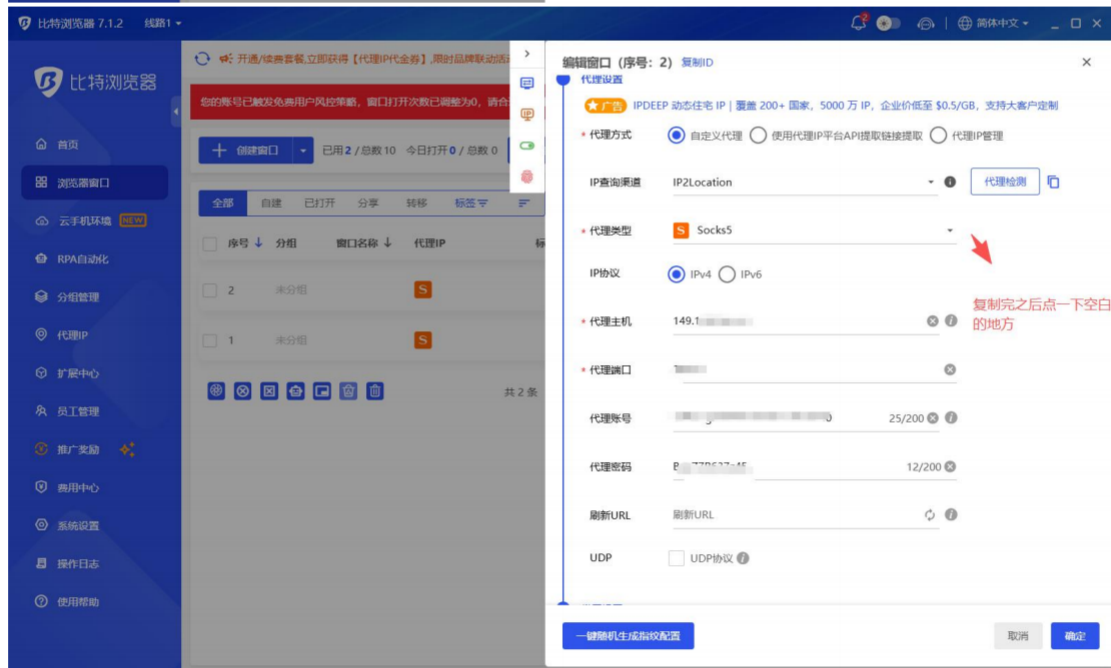 比特浏览器 7.1.2 线路1
简体中文
比特浏览器
首页
浏览器窗口
云手机环境 NEW
RPA自动化
分组管理
代理IP
扩展中心
员工管理
推广奖励
费用中心
系统设置
操作日志
使用帮助
开通/续费套餐,立即获得【代理IP代金券】,限时品牌联动活
您的账号已触发免费用户风控策略，窗口打开次数已调整为0，请合
创建窗口 已用2/总数10 今日打开0/总数0
全部 自建 已打开 分享 转移 标签
序号 分组 窗口名称 代理IP 标
2 未分组 S
1 未分组 S
共2条
编辑窗口（序号：2） 复制ID
代理设置
广告 IPDEEP 动态住宅 IP | 覆盖 200+ 国家，5000 万 IP，企业价低至 $0.5/GB，支持大客户定制
* 代理方式 自定义代理 使用代理IP平台API提取链接提取 代理IP管理
IP查询渠道 IP2Location 代理检测
* 代理类型 S Socks5
IP协议 IPv4 IPv6
复制完之后点一下空白
的地方
* 代理主机 149.1
* 代理端口
代理账号 25/200
代理密码 12/200
刷新URL 刷新URL
UDP UDP协议
一键随机生成指纹配置 取消 确定